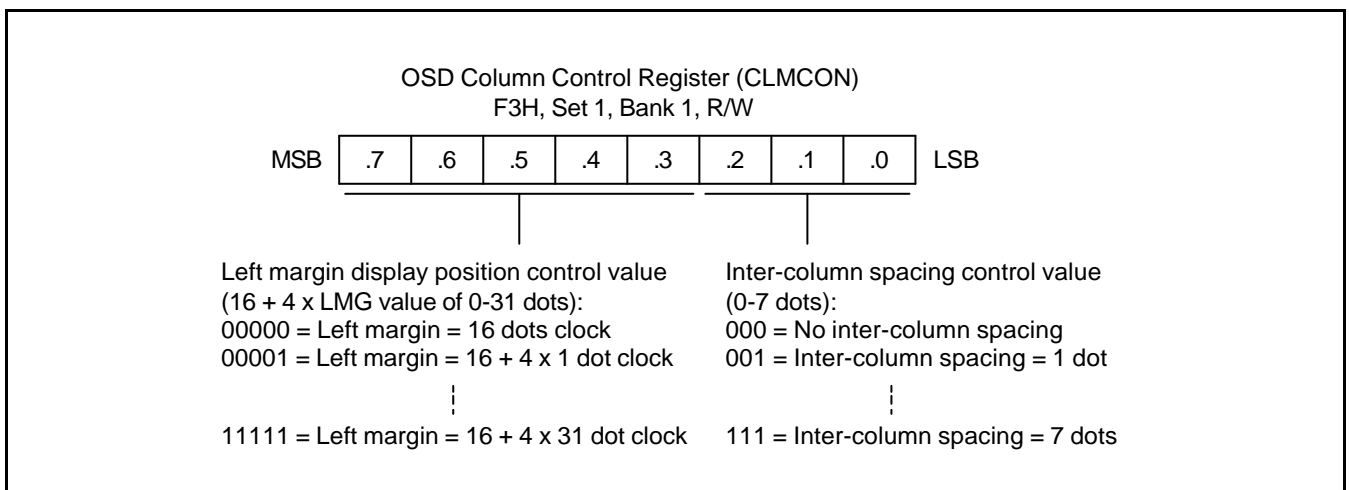 OSD Column Control Register (CLMCON)
F3H, Set 1, Bank 1, R/W
MSB .7 .6 .5 .4 .3 .2 .1 .0 LSB
Left margin display position control value
(16 + 4 x LMG value of 0-31 dots):
00000 = Left margin = 16 dots clock
00001 = Left margin = 16 + 4 x 1 dot clock
11111 = Left margin = 16 + 4 x 31 dot clock
Inter-column spacing control value
(0-7 dots):
000 = No inter-column spacing
001 = Inter-column spacing = 1 dot
111 = Inter-column spacing = 7 dots